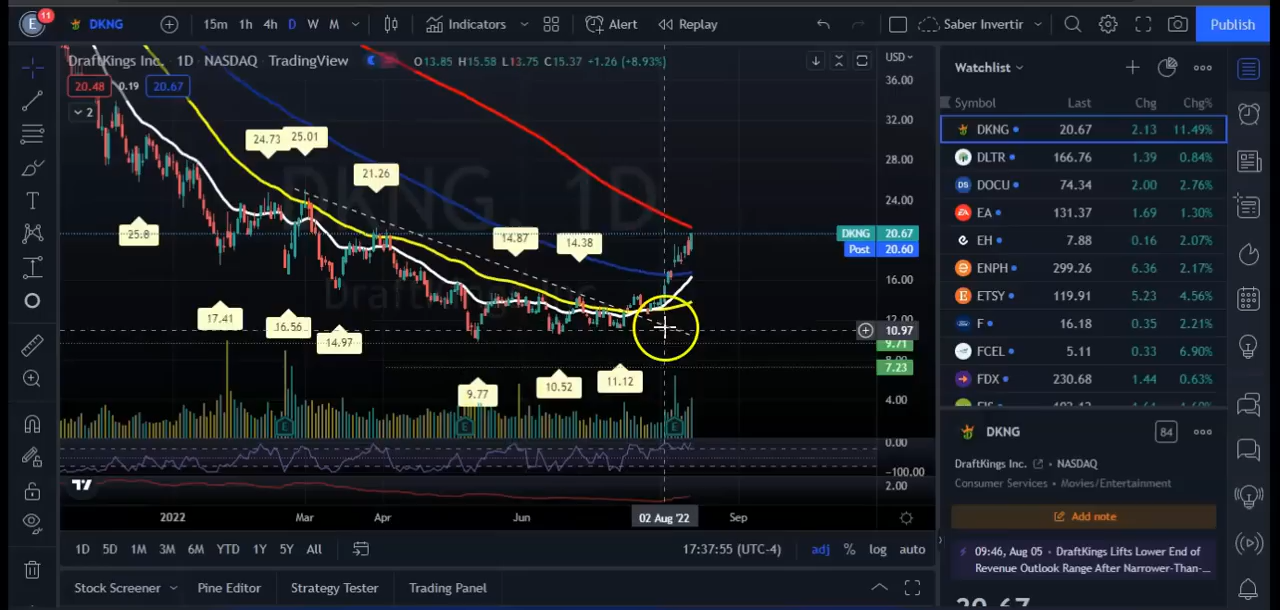 E 11 DKNG 15m 1h 4h D W M Indicators Alert Replay Saber Invertir Publish
DraftKings Inc. · 1D · NASDAQ TradingView O13.85 H15.58 L13.75 C15.37 +1.26 (+8.93%)
20.48 0.19 20.67
2
USD
36.00
32.00
28.00
24.00
DKNG 20.67
Post 20.60
16.00
12.00
10.97
9.71
8.00
7.23
4.00
0.00
-100.00
2.00
DKNG, 1D
DraftKings Inc.
24.73 25.01
21.26
25.8
14.87 14.38
17.41
16.56
14.97
9.77
10.52
11.12
E E E
2022 Mar Apr Jun 02 Aug '22 Sep
1D 5D 1M 3M 6M YTD 1Y 5Y All 17:37:55 (UTC-4) adj % log auto
Stock Screener Pine Editor Strategy Tester Trading Panel
Watchlist
Symbol Last Chg Chg%
DKNG 20.67 2.13 11.49%
DLTR 166.76 1.39 0.84%
DOCU 74.34 2.00 2.76%
EA 131.37 1.69 1.30%
EH 7.88 0.16 2.07%
ENPH 299.26 6.36 2.17%
ETSY 119.91 5.23 4.56%
F 16.18 0.35 2.21%
FCEL 5.11 0.33 6.90%
FDX 230.68 1.44 0.63%
DKNG 84
DraftKings Inc. · NASDAQ
Consumer Services · Movies/Entertainment
Add note
09:46, Aug 05 · DraftKings Lifts Lower End of
Revenue Outlook Range After Narrower-Than-...
20.67